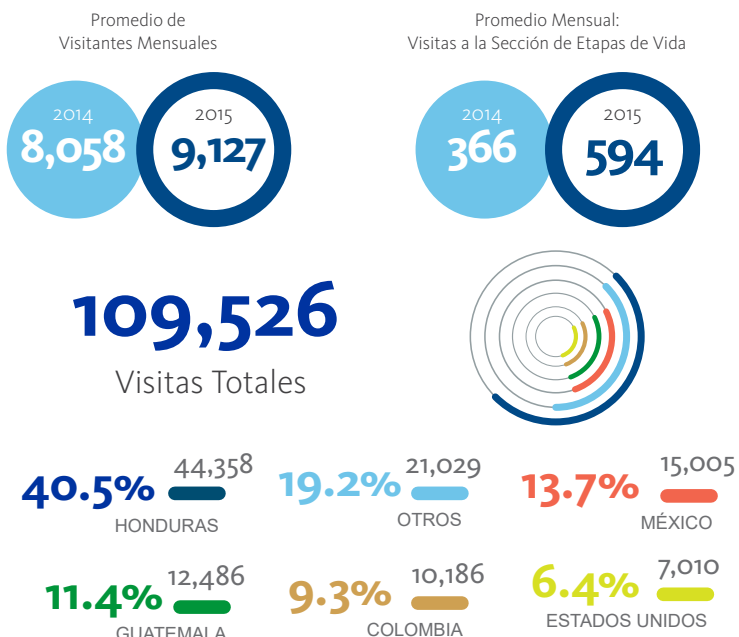 Promedio de
Visitantes Mensuales
2014
8,058
2015
9,127
Promedio Mensual:
Visitas a la Sección de Etapas de Vida
2014
366
2015
594
109,526
Visitas Totales
40.5%
44,358
HONDURAS
19.2%
21,029
OTROS
13.7%
15,005
MÉXICO
11.4%
12,486
GUATEMALA
9.3%
10,186
COLOMBIA
6.4%
7,010
ESTADOS UNIDOS